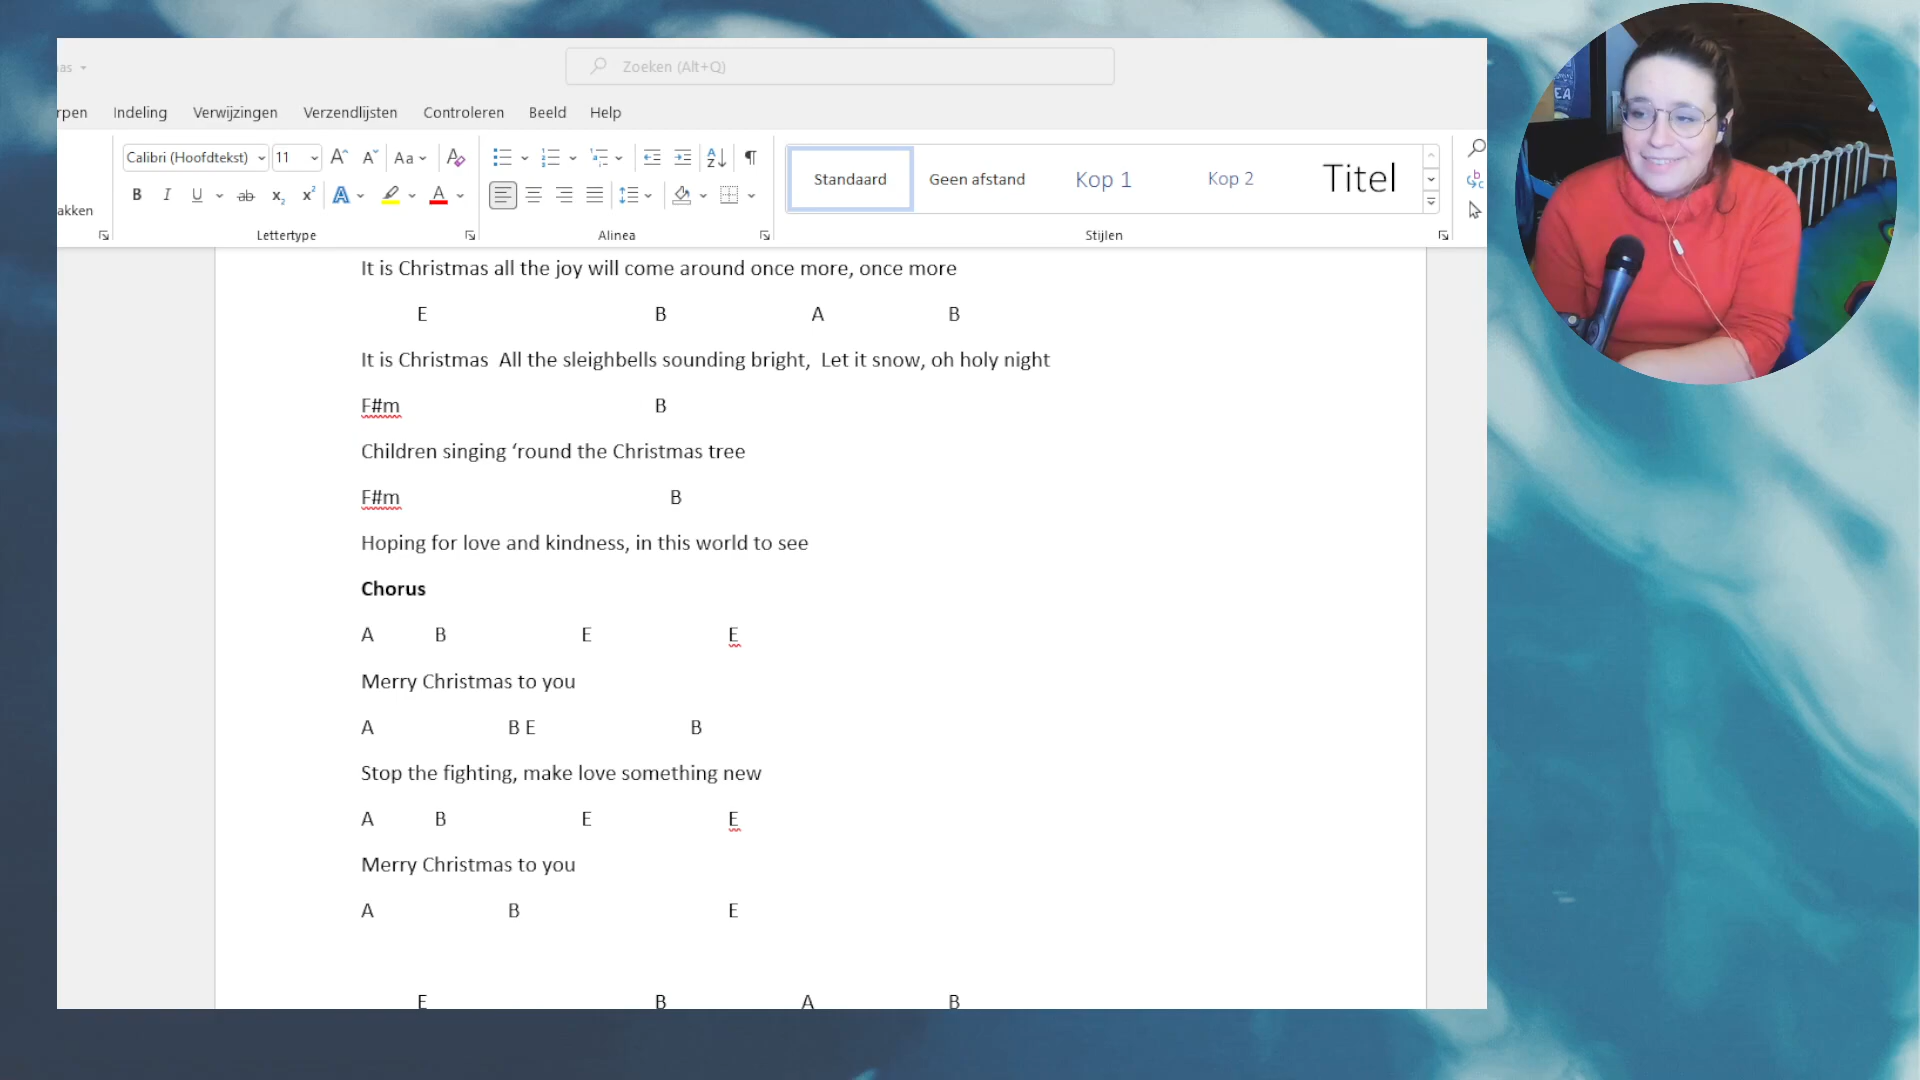 as
Zoeken (Alt+Q)
rpen Indeling Verwijzingen Verzendlijsten Controleren Beeld Help
Calibri (Hoofdtekst) 11 Aa
Standaard Geen afstand Kop 1 Kop 2 Titel
akken
Lettertype Alinea Stijlen
It is Christmas all the joy will come around once more, once more
E B A B
It is Christmas All the sleighbells sounding bright, Let it snow, oh holy night
F#m B
Children singing ‘round the Christmas tree
F#m B
Hoping for love and kindness, in this world to see
Chorus
A B E E
Merry Christmas to you
A B E B
Stop the fighting, make love something new
A B E E
Merry Christmas to you
A B E
E B A B